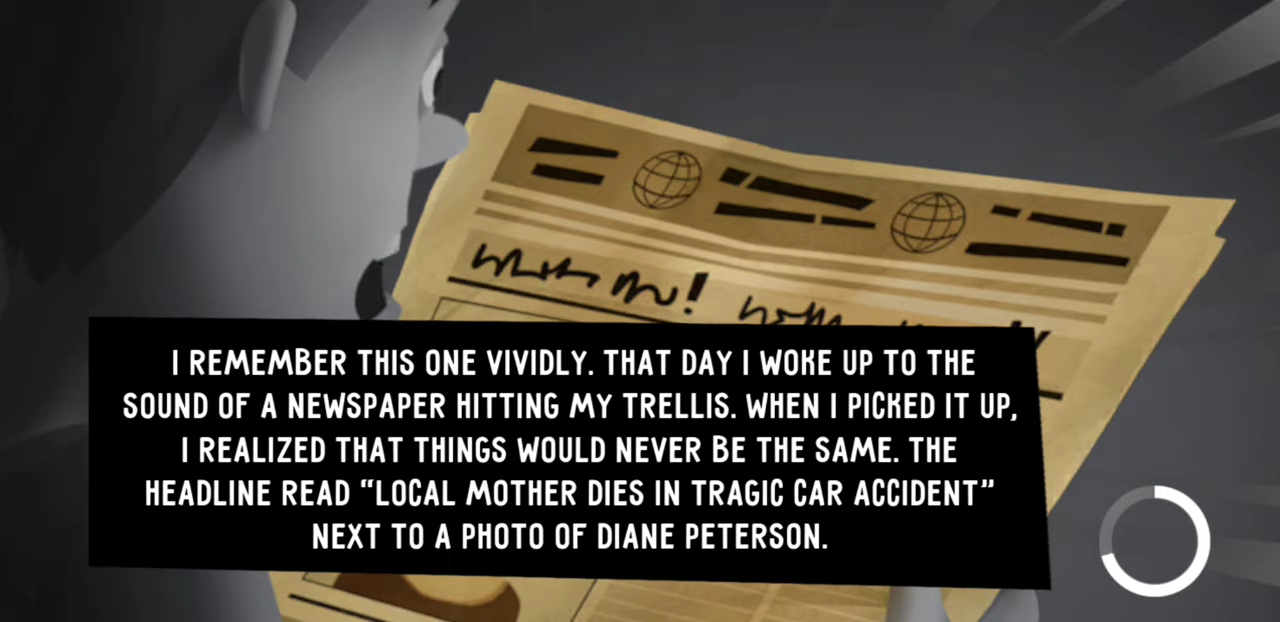 I REMEMBER THIS ONE VIVIDLY. THAT DAY I WOKE UP TO THE
SOUND OF A NEWSPAPER HITTING MY TRELLIS. WHEN I PICKED IT UP,
I REALIZED THAT THINGS WOULD NEVER BE THE SAME. THE
HEADLINE READ “LOCAL MOTHER DIES IN TRAGIC CAR ACCIDENT”
NEXT TO A PHOTO OF DIANE PETERSON.